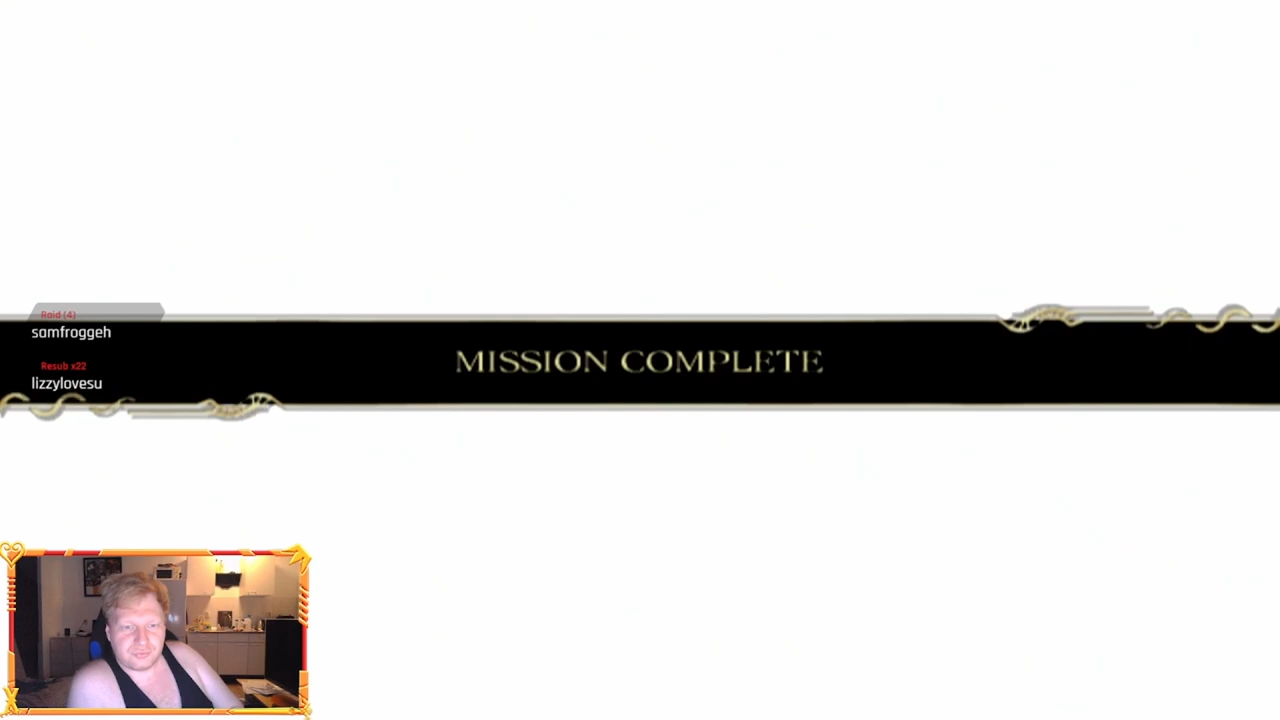 Raid (4)
samfroggeh
MISSION COMPLETE
Resub x22
lizzylovesu